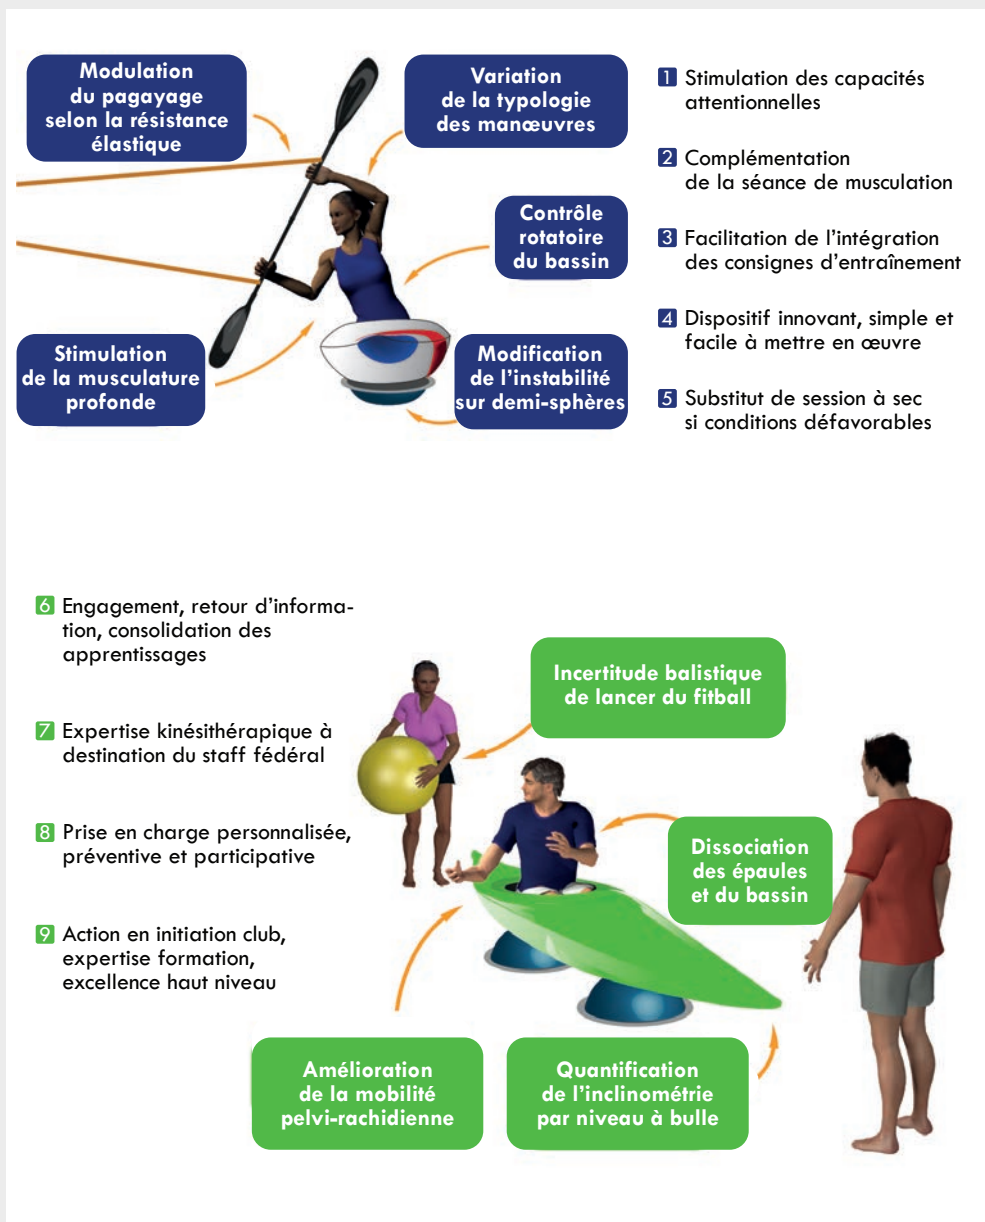 Modulation
du pagayage
selon la résistance
élastique
Variation
de la typologie
des manœuvres
Contrôle
rotatoire
du bassin
Stimulation
de la musculature
profonde
Modification
de l'instabilité
sur demi-sphères
1 Stimulation des capacités
attentionnelles
2 Complémentation
de la séance de musculation
3 Facilitation de l'intégration
des consignes d'entraînement
4 Dispositif innovant, simple et
facile à mettre en œuvre
5 Substitut de session à sec
si conditions défavorables
6 Engagement, retour d'informa-
tion, consolidation des
apprentissages
7 Expertise kinésithérapique à
destination du staff fédéral
8 Prise en charge personnalisée,
préventive et participative
9 Action en initiation club,
expertise formation,
excellence haut niveau
Incertitude balistique
de lancer du fitball
Dissociation
des épaules
et du bassin
Amélioration
de la mobilité
pelvi-rachidienne
Quantification
de l'inclinométrie
par niveau à bulle